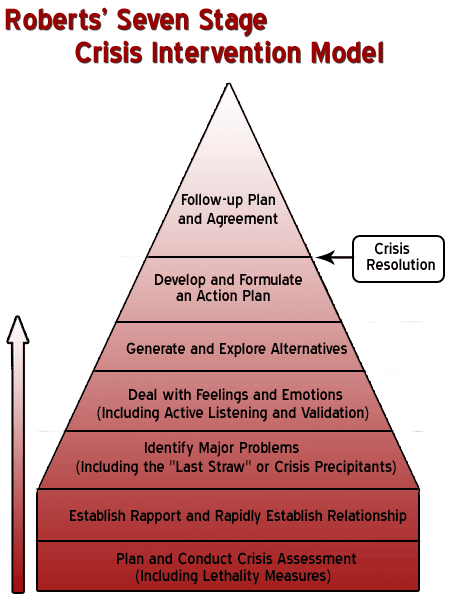 Roberts' Seven Stage
Crisis Intervention Model
Follow-up Plan
and Agreement
Crisis
Resolution
Develop and Formulate
an Action Plan
Generate and Explore Alternatives
Deal with Feelings and Emotions
(Including Active Listening and Validation)
Identify Major Problems
(Including the "Last Straw" or Crisis Precipitants)
Establish Rapport and Rapidly Establish Relationship
Plan and Conduct Crisis Assessment
(Including Lethality Measures)